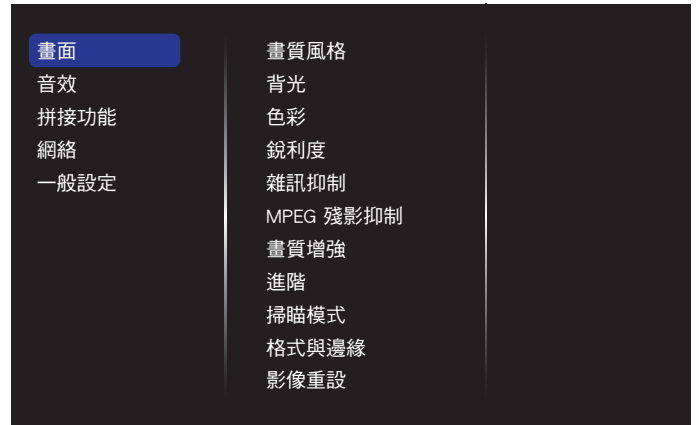 畫面
音效
拼接功能
網絡
一般設定
畫質風格
背光
色彩
銳利度
雜訊抑制
MPEG 殘影抑制
畫質增強
進階
掃瞄模式
格式與邊緣
影像重設